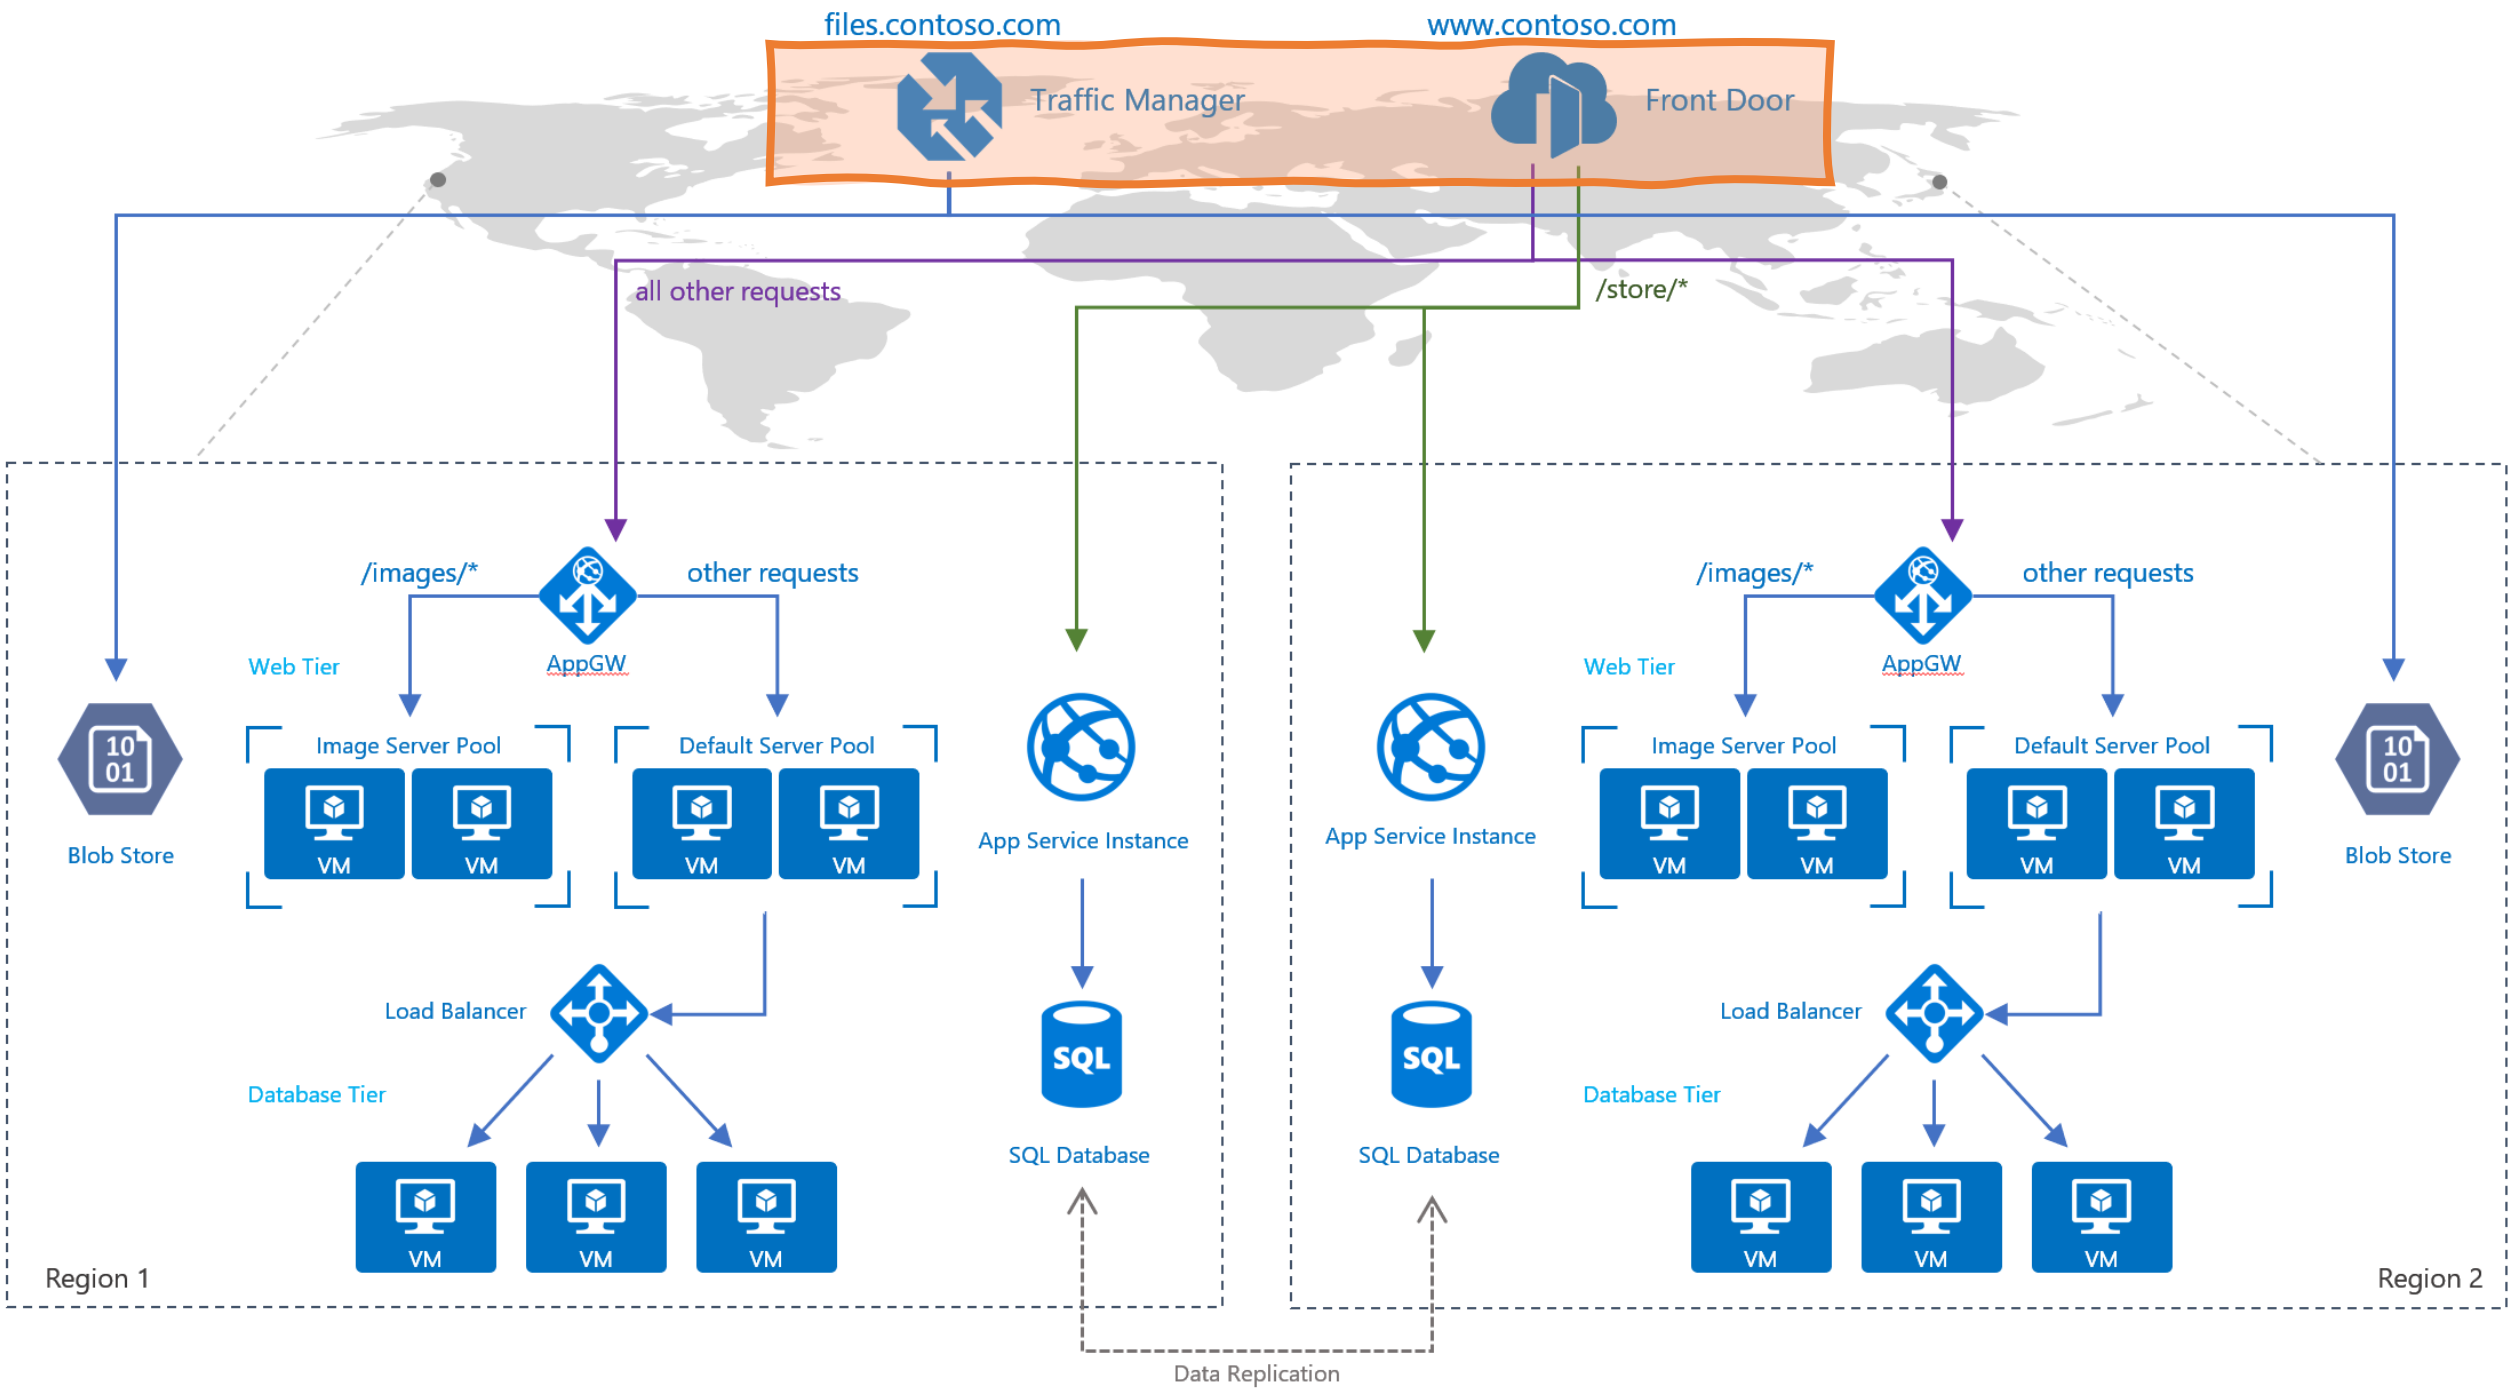 files.contoso.com
www.contoso.com
Traffic Manager
Front Door
all other requests
/store/*
/images/*
other requests
AppGW
Web Tier
Image Server Pool
Default Server Pool
VM
VM
VM
VM
Blob Store
App Service Instance
Load Balancer
Database Tier
SQL
SQL Database
VM
VM
VM
Region 1
/images/*
other requests
AppGW
Web Tier
Image Server Pool
Default Server Pool
VM
VM
VM
VM
10
01
10
01
Blob Store
App Service Instance
Load Balancer
Database Tier
SQL
SQL Database
VM
VM
VM
Region 2
Data Replication